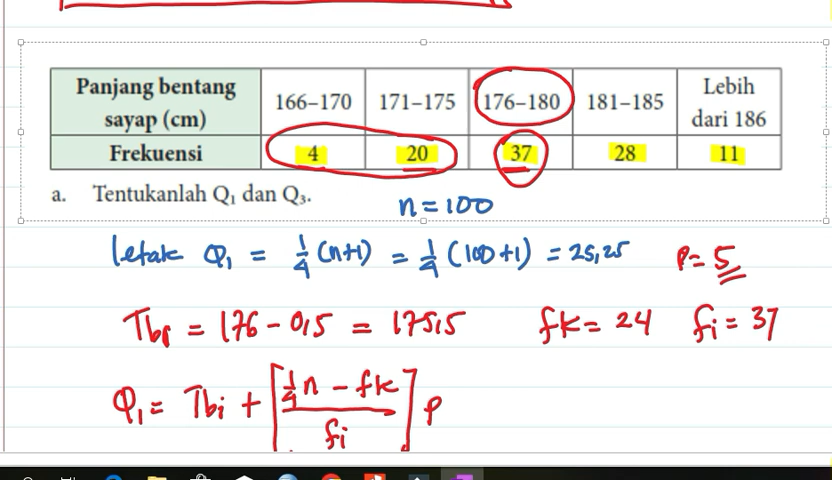 Panjang bentang sayap (cm) 166–170 171–175 176–180 181–185 Lebih dari 186
Frekuensi 4 20 37 28 11
a. Tentukanlah Q₁ dan Q₃.
n = 100
letak Q₁ = 1/4 (n+1) = 1/4 (100+1) = 25,25 p = 5
Tb₁ = 176 - 0,5 = 175,5 fk = 24 fi = 37
Q₁ = Tbi + [(1/4 n - fk)/fi] p